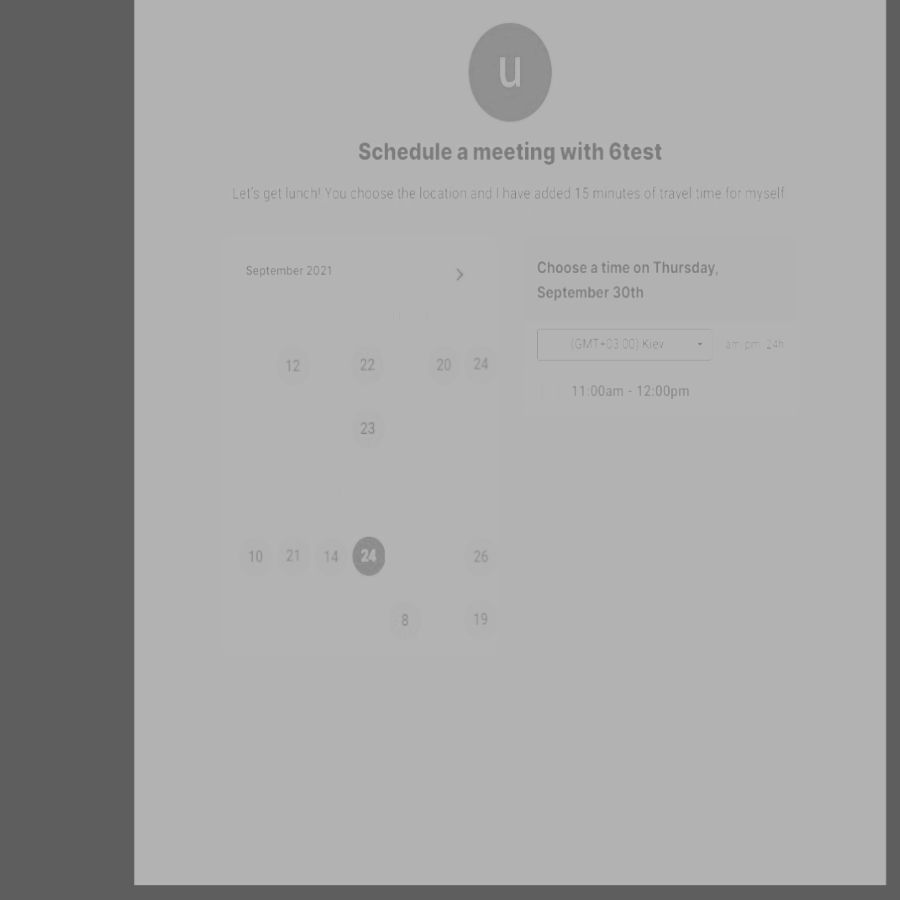 u
Schedule a meeting with 6test
Let's get lunch! You choose the location and I have added 15 minutes of travel time for myself
September 2021
12 22 20 24
23
10 21 14 24 26
8 19
Choose a time on Thursday,
September 30th
(GMT+03:00) Kiev am pm 24h
11:00am - 12:00pm